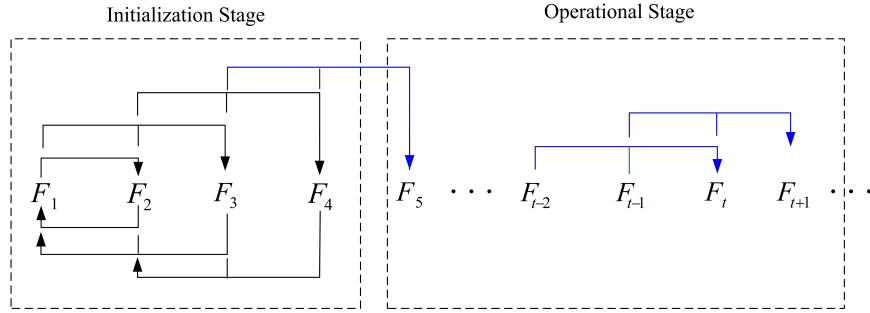 Initialization Stage
Operational Stage
F₁ F₂ F₃ F₄ F₅ · · · Fₜ₋₂ Fₜ₋₁ Fₜ Fₜ₊₁ · · ·